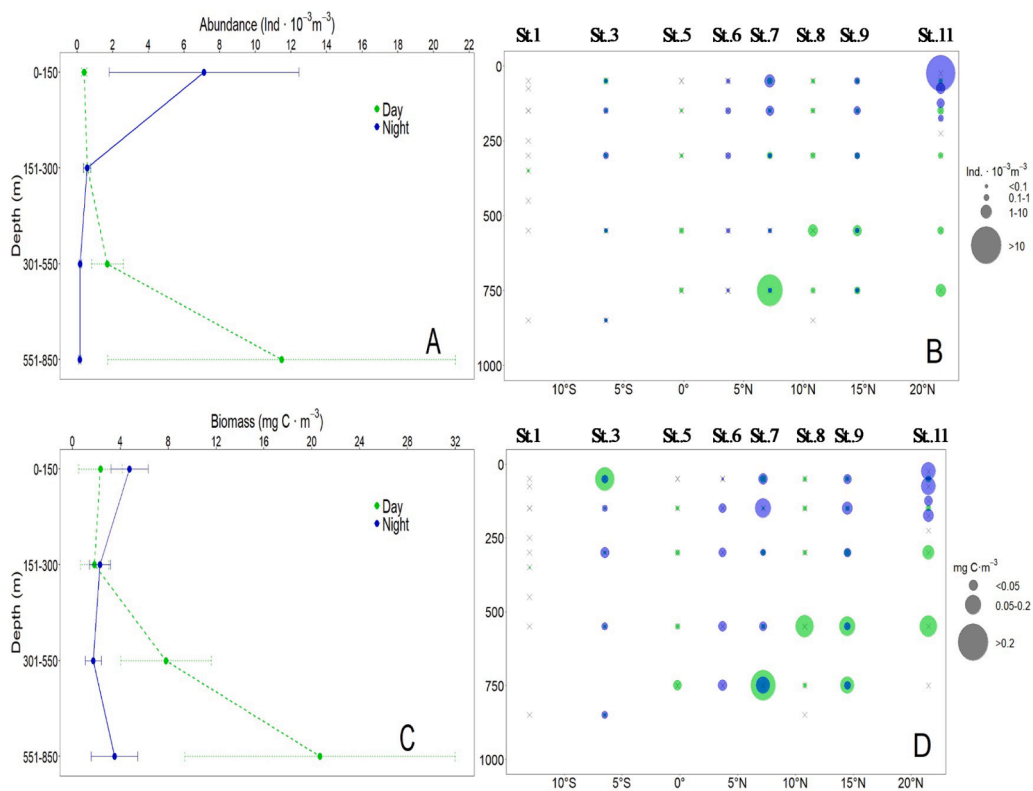 Abundance (Ind · 10⁻³m⁻³)
0 2 4 6 8 10 12 14 16 18 20 22
Depth (m)
0-150
151-300
301-550
551-850
Day
Night
A
St.1 St.3 St.5 St.6 St.7 St.8 St.9 St.11
0
250
500
750
1000
10°S 5°S 0° 5°N 10°N 15°N 20°N
B
Ind. · 10⁻³m⁻³
<0.1
0.1-1
1-10
>10
Biomass (mg C · m⁻³)
0 4 8 12 16 20 24 28 32
Depth (m)
0-150
151-300
301-550
551-850
Day
Night
C
St.1 St.3 St.5 St.6 St.7 St.8 St.9 St.11
0
250
500
750
1000
10°S 5°S 0° 5°N 10°N 15°N 20°N
D
mg C·m⁻³
<0.05
0.05-0.2
>0.2